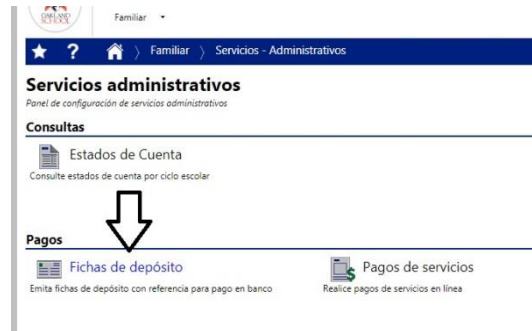 OAKLAND
SCHOOL
Familiar
Familiar
Servicios - Administrativos
Servicios administrativos
Panel de configuración de servicios administrativos
Consultas
Estados de Cuenta
Consulte estados de cuenta por ciclo escolar
Pagos
Fichas de depósito
Pagos de servicios
Emita fichas de depósito con referencia para pago en banco
Realice pagos de servicios en línea